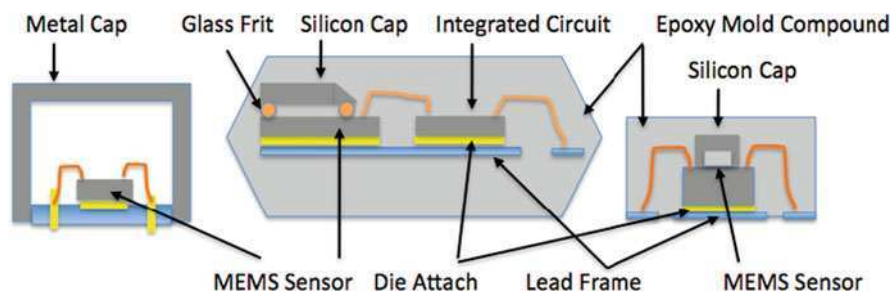 Metal Cap
Glass Frit
Silicon Cap
Integrated Circuit
Epoxy Mold Compound
Silicon Cap
MEMS Sensor
Die Attach
Lead Frame
MEMS Sensor